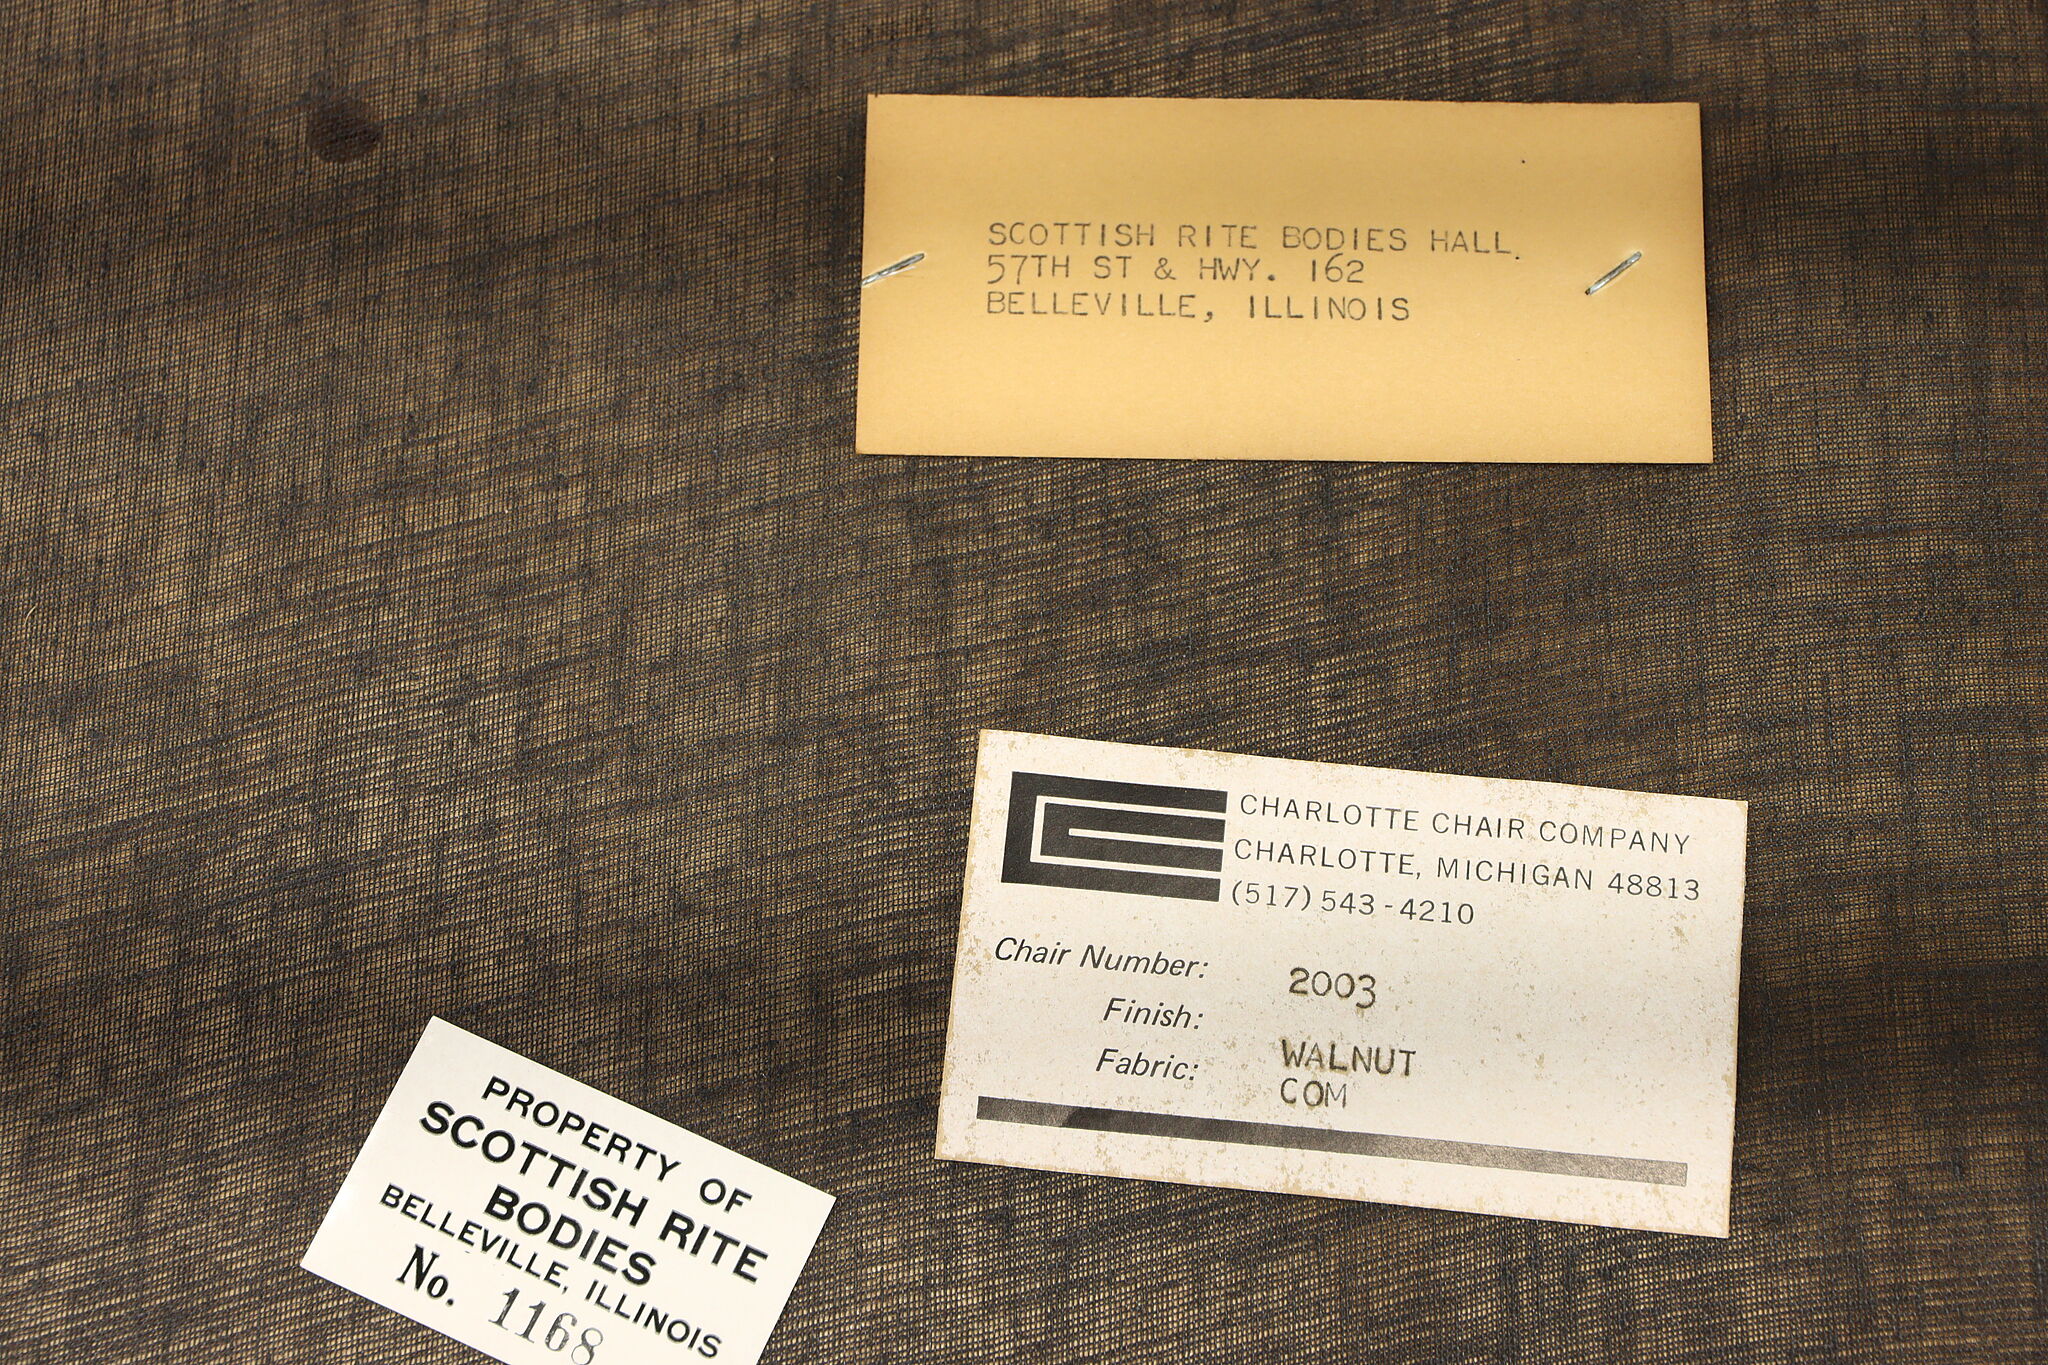 SCOTTISH RITE BODIES HALL.
57TH ST & HWY. 162
BELLEVILLE, ILLINOIS
CHARLOTTE CHAIR COMPANY
CHARLOTTE, MICHIGAN 48813
(517) 543-4210
Chair Number: 2003
Finish: WALNUT
Fabric: COM
PROPERTY OF
SCOTTISH RITE
BODIES
BELLEVILLE, ILLINOIS
No. 1168